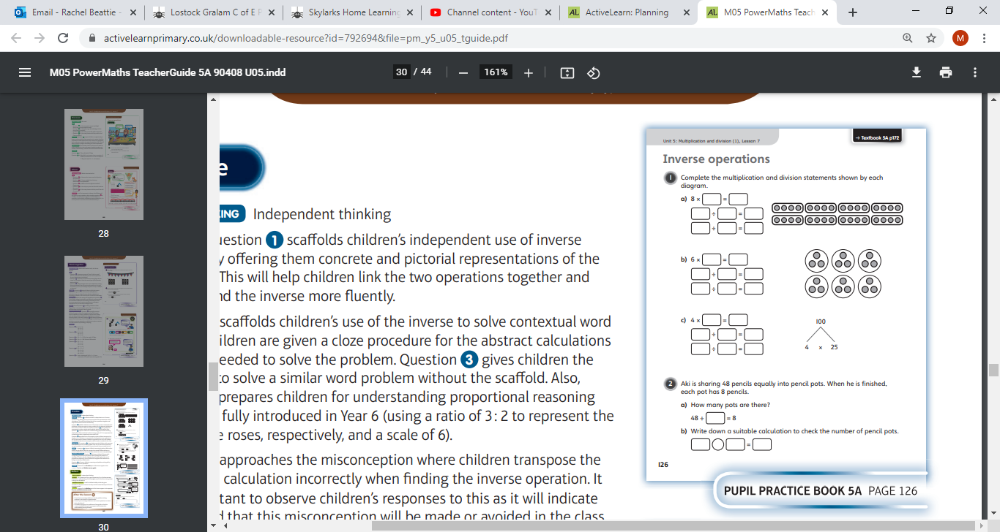 Email - Rachel Beattie -
Lostock Gralam C of E P
Skylarks Home Learning
Channel content - YouT
ActiveLearn: Planning
M05 PowerMaths Teach
activelearnprimary.co.uk/downloadable-resource?id=792694&file=pm_y5_u05_tguide.pdf
M
M05 PowerMaths TeacherGuide 5A 90408 U05.indd
30 / 44
161%
28
29
30
e
KING Independent thinking
uestion 1 scaffolds children's independent use of inverse
y offering them concrete and pictorial representations of the
This will help children link the two operations together and
nd the inverse more fluently.
scaffolds children's use of the inverse to solve contextual word
ildren are given a cloze procedure for the abstract calculations
eeded to solve the problem. Question 3 gives children the
to solve a similar word problem without the scaffold. Also,
prepares children for understanding proportional reasoning
fully introduced in Year 6 (using a ratio of 3 : 2 to represent the
e roses, respectively, and a scale of 6).
approaches the misconception where children transpose the
calculation incorrectly when finding the inverse operation. It
tant to observe children's responses to this as it will indicate
d that this misconception will be made or avoided in the class
Unit 5: Multiplication and division (1), Lesson 7
→ Textbook 5A p172
Inverse operations
1 Complete the multiplication and division statements shown by each
diagram.
a) 8 × =
÷ =
÷ =
b) 6 × =
÷ =
÷ =
c) 4 × =
÷ =
÷ =
100
4 × 25
2 Aki is sharing 48 pencils equally into pencil pots. When he is finished,
each pot has 8 pencils.
a) How many pots are there?
48 ÷ = 8
b) Write down a suitable calculation to check the number of pencil pots.
=
126
PUPIL PRACTICE BOOK 5A PAGE 126